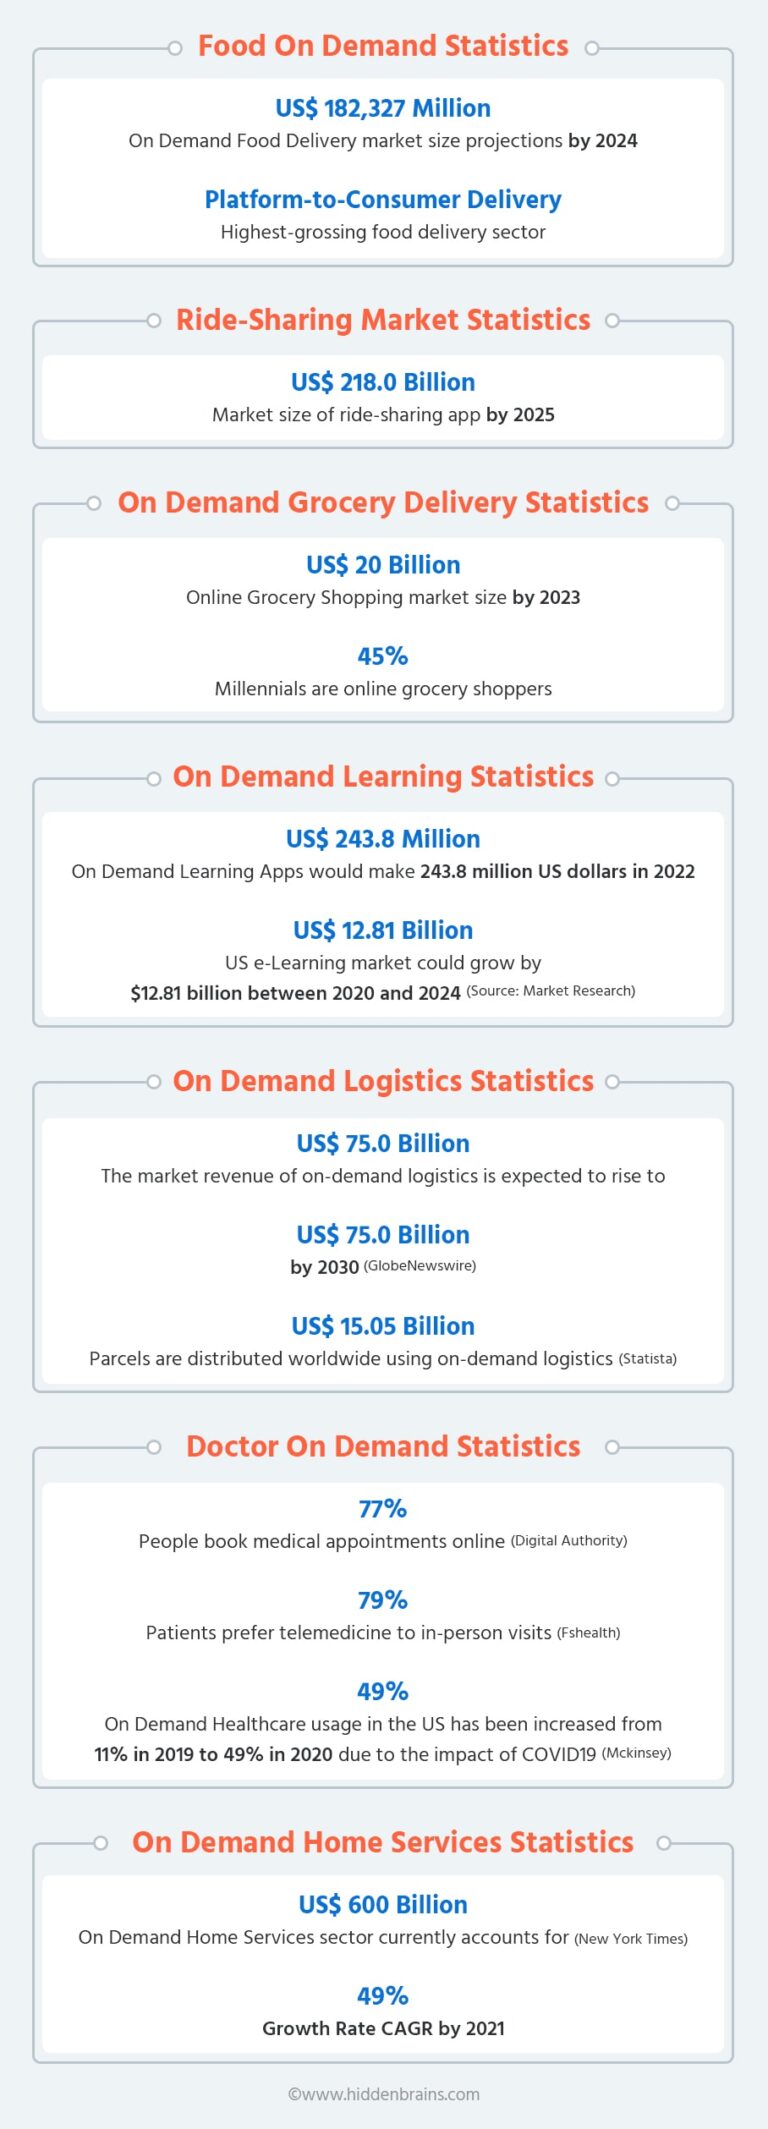 Food On Demand Statistics
US$ 182,327 Million
On Demand Food Delivery market size projections by 2024
Platform-to-Consumer Delivery
Highest-grossing food delivery sector
Ride-Sharing Market Statistics
US$ 218.0 Billion
Market size of ride-sharing app by 2025
On Demand Grocery Delivery Statistics
US$ 20 Billion
Online Grocery Shopping market size by 2023
45%
Millennials are online grocery shoppers
On Demand Learning Statistics
US$ 243.8 Million
On Demand Learning Apps would make 243.8 million US dollars in 2022
US$ 12.81 Billion
US e-Learning market could grow by
$12.81 billion between 2020 and 2024 (Source: Market Research)
On Demand Logistics Statistics
US$ 75.0 Billion
The market revenue of on-demand logistics is expected to rise to
US$ 75.0 Billion
by 2030 (GlobeNewswire)
US$ 15.05 Billion
Parcels are distributed worldwide using on-demand logistics (Statista)
Doctor On Demand Statistics
77%
People book medical appointments online (Digital Authority)
79%
Patients prefer telemedicine to in-person visits (Fshealth)
49%
On Demand Healthcare usage in the US has been increased from
11% in 2019 to 49% in 2020 due to the impact of COVID19 (Mckinsey)
On Demand Home Services Statistics
US$ 600 Billion
On Demand Home Services sector currently accounts for (New York Times)
49%
Growth Rate CAGR by 2021
©www.hiddenbrains.com